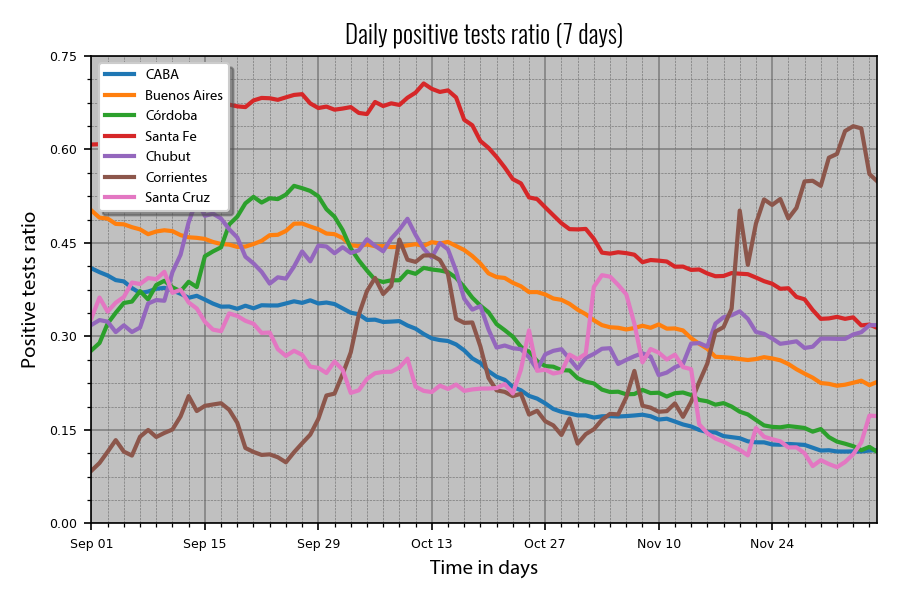 Daily positive tests ratio (7 days)
0.75
0.60
0.45
0.30
0.15
0.00
Positive tests ratio
CABA
Buenos Aires
Córdoba
Santa Fe
Chubut
Corrientes
Santa Cruz
Sep 01 Sep 15 Sep 29 Oct 13 Oct 27 Nov 10 Nov 24
Time in days